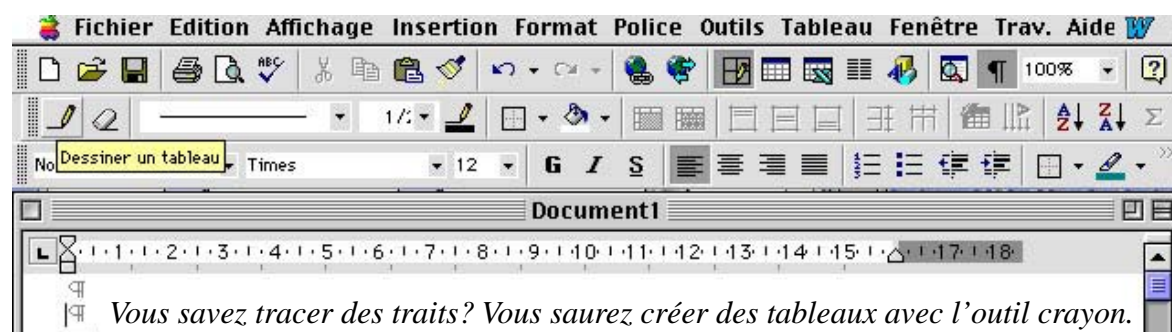 Fichier Edition Affichage Insertion Format Police Outils Tableau Fenêtre Trav. Aide
ABC 100%
1/2
Dessiner un tableau
No Times 12 G I S
Document1
1 2 3 4 5 6 7 8 9 10 11 12 13 14 15 17 18
Vous savez tracer des traits? Vous saurez créer des tableaux avec l'outil crayon.